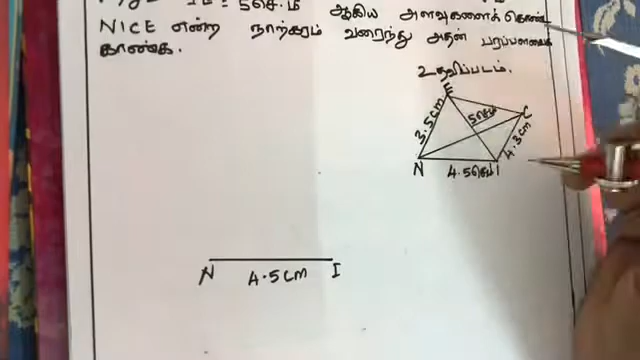 5செ.மீ ஆகிய அளவுகளைக் கொண்ட
NICE என்ற நாற்கரம் வரைந்து அதன் பரப்பளவைக்
காண்க.
உதவிப்படம்.
E
3.5cm
5செமீ
C
4.3cm
N
4.5செமீ
I
N
4.5cm
I